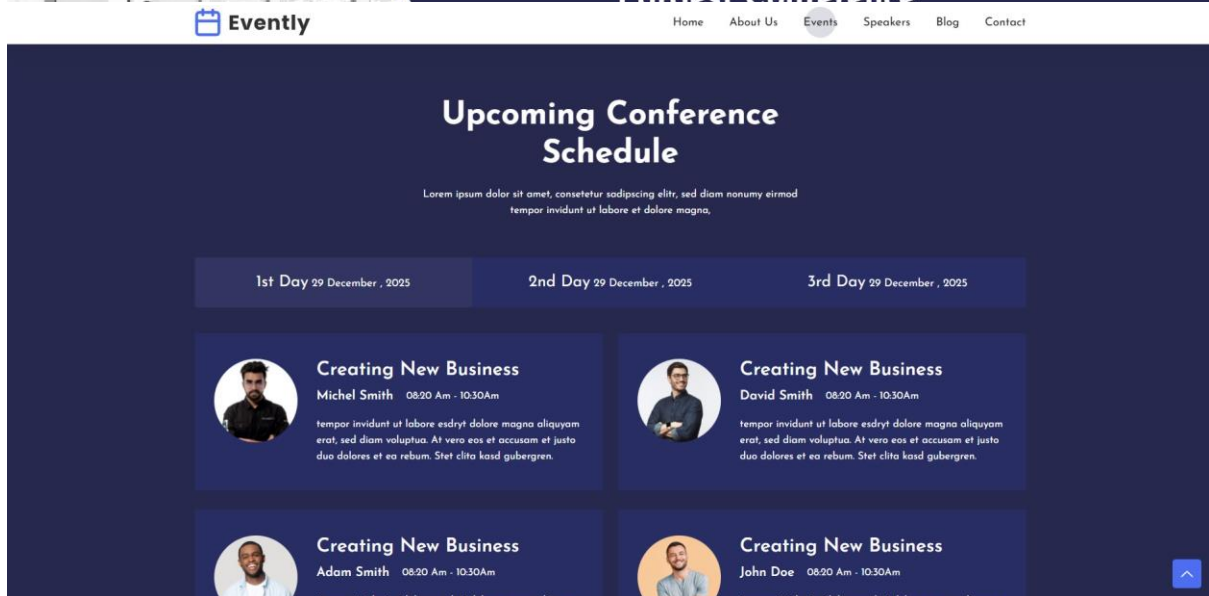 Evently
Home About Us Events Speakers Blog Contact
Upcoming Conference
Schedule
Lorem ipsum dolor sit amet, consetetur sadipscing elitr, sed diam nonumy eirmod
tempor invidunt ut labore et dolore magna,
1st Day 29 December , 2025
2nd Day 29 December , 2025
3rd Day 29 December , 2025
Creating New Business
Michel Smith 08:20 Am - 10:30Am
tempor invidunt ut labore esdryt dolore magna aliquyam
erat, sed diam voluptua. At vero eos et accusam et justo
duo dolores et ea rebum. Stet clita kasd gubergren.
Creating New Business
David Smith 08:20 Am - 10:30Am
tempor invidunt ut labore esdryt dolore magna aliquyam
erat, sed diam voluptua. At vero eos et accusam et justo
duo dolores et ea rebum. Stet clita kasd gubergren.
Creating New Business
Adam Smith 08:20 Am - 10:30Am
Creating New Business
John Doe 08:20 Am - 10:30Am